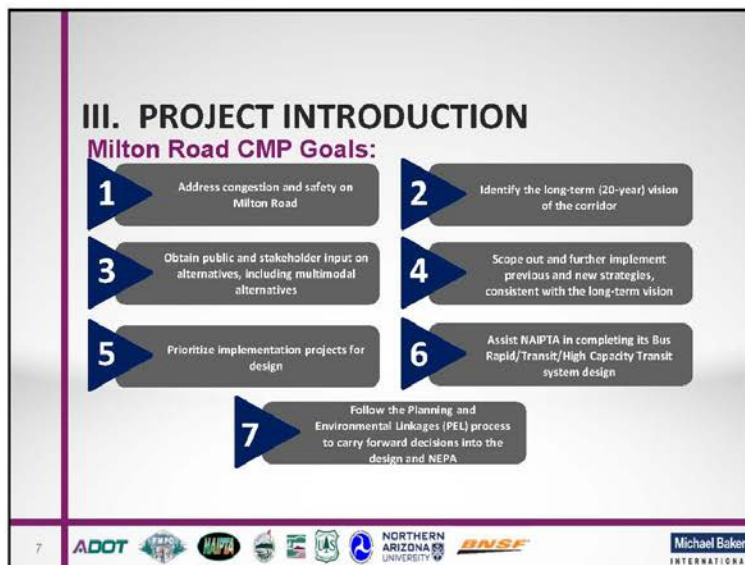 III. PROJECT INTRODUCTION
Milton Road CMP Goals:
1
Address congestion and safety on
Milton Road
2
Identify the long-term (20-year) vision
of the corridor
3
Obtain public and stakeholder input on
alternatives, including multimodal
alternatives
4
Scope out and further implement
previous and new strategies,
consistent with the long-term vision
5
Prioritize implementation projects for
design
6
Assist NAIPTA in completing its Bus
Rapid/Transit/High Capacity Transit
system design
7
Follow the Planning and
Environmental Linkages (PEL) process
to carry forward decisions into the
design and NEPA
7
ADOT
FMPO
NAIPTA
NORTHERN
ARIZONA
UNIVERSITY
BNSF
Michael Baker
INTERNATIONAL